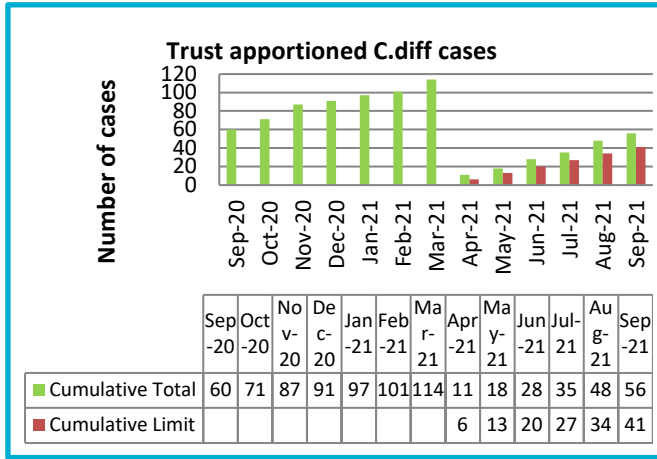 Trust apportioned C.diff cases
Number of cases
120
100
80
60
40
20
0
Sep-20
Oct-20
Nov-20
Dec-20
Jan-21
Feb-21
Mar-21
Apr-21
May-21
Jun-21
Jul-21
Aug-21
Sep-21
Sep-20 Oct-20 Nov-20 Dec-20 Jan-21 Feb-21 Mar-21 Apr-21 May-21 Jun-21 Jul-21 Aug-21 Sep-21
Cumulative Total 60 71 87 91 97 101 114 11 18 28 35 48 56
Cumulative Limit 6 13 20 27 34 41